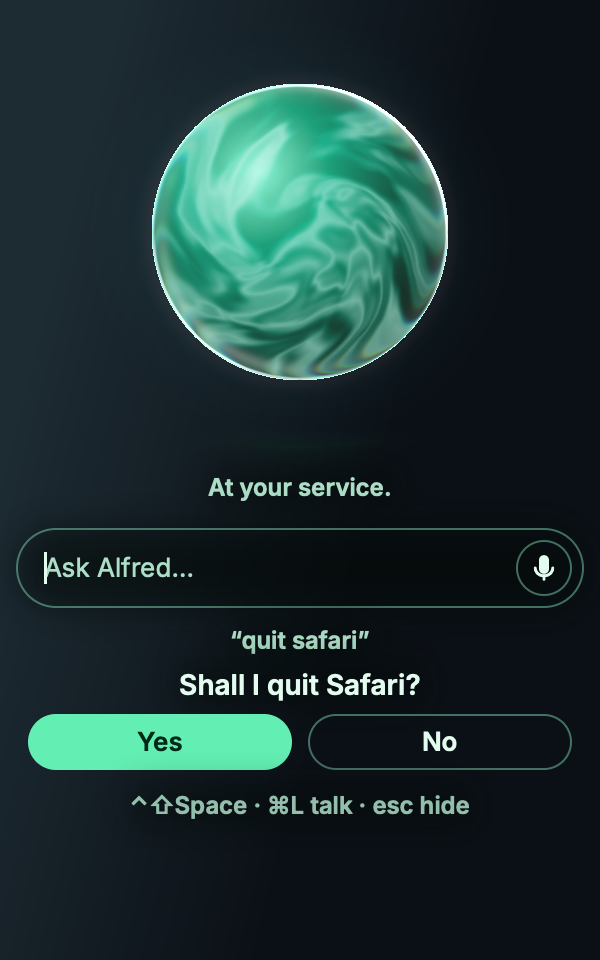 At your service.
Ask Alfred...
“quit safari”
Shall I quit Safari?
Yes
No
⌃⇧Space · ⌘L talk · esc hide